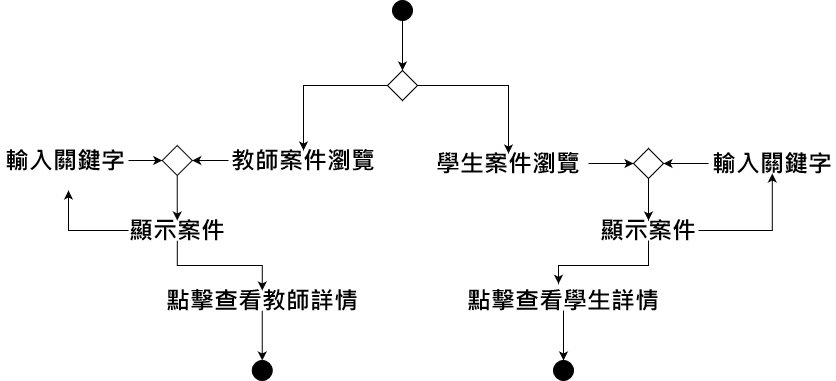 輸入關鍵字
教師案件瀏覽
學生案件瀏覽
輸入關鍵字
顯示案件
顯示案件
點擊查看教師詳情
點擊查看學生詳情